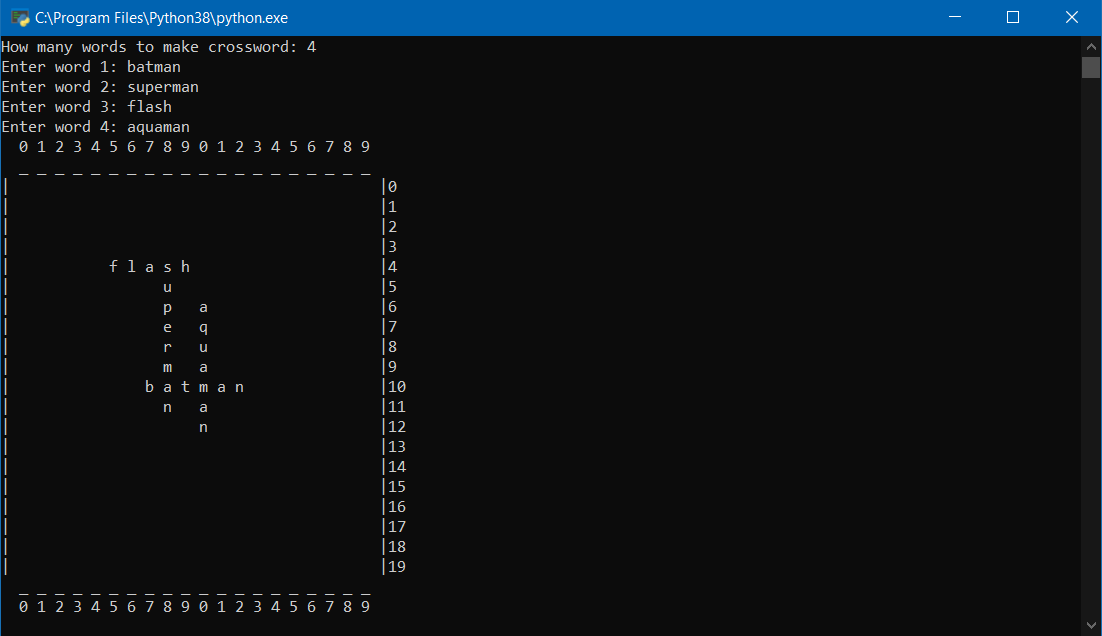 C:\Program Files\Python38\python.exe
How many words to make crossword: 4
Enter word 1: batman
Enter word 2: superman
Enter word 3: flash
Enter word 4: aquaman
  0 1 2 3 4 5 6 7 8 9 0 1 2 3 4 5 6 7 8 9
  _ _ _ _ _ _ _ _ _ _ _ _ _ _ _ _ _ _ _ _
|                                         |0
|                                         |1
|                                         |2
|                                         |3
|           f l a s h                     |4
|                 u                       |5
|                 p   a                   |6
|                 e   q                   |7
|                 r   u                   |8
|                 m   a                   |9
|               b a t m a n               |10
|                 n   a                   |11
|                     n                   |12
|                                         |13
|                                         |14
|                                         |15
|                                         |16
|                                         |17
|                                         |18
|                                         |19
  _ _ _ _ _ _ _ _ _ _ _ _ _ _ _ _ _ _ _ _
  0 1 2 3 4 5 6 7 8 9 0 1 2 3 4 5 6 7 8 9